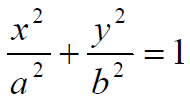 x²/a² + y²/b² = 1